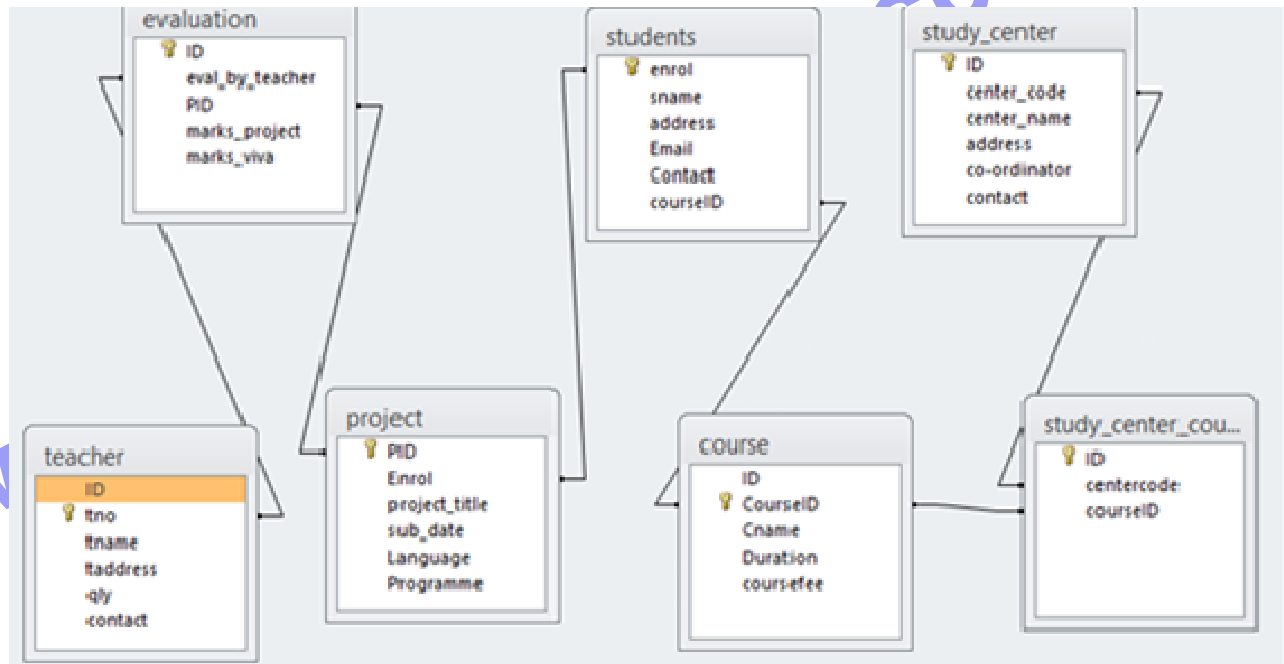 evaluation
ID
eval_by_teacher
PID
marks_project
marks_viva
students
enrol
sname
address
Email
Contact
courseID
study_center
ID
center_code
center_name
address
co-ordinator
contact
teacher
ID
tno
tname
taddress
qly
contact
project
PID
Enrol
project_title
sub_date
Language
Programme
course
ID
CourseID
Cname
Duration
coursefee
study_center_cou...
ID
centercode
courseID